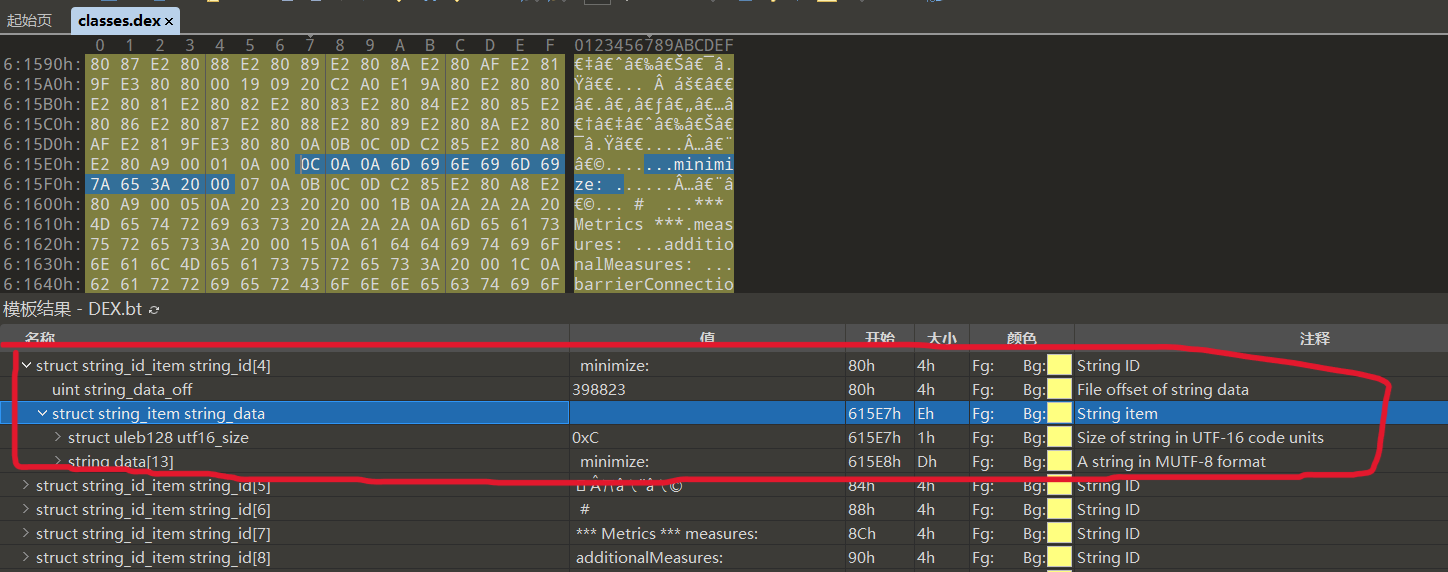 起始页 classes.dex ×
0 1 2 3 4 5 6 7 8 9 A B C D E F 0123456789ABCDEF
6:1590h: 80 87 E2 80 88 E2 80 89 E2 80 8A E2 80 AF E2 81 €‡â€ˆâ€‰â€Šâ€¯â.
6:15A0h: 9F E3 80 80 00 19 09 20 C2 A0 E1 9A 80 E2 80 80 Ÿã€€... Â áš€â€€
6:15B0h: E2 80 81 E2 80 82 E2 80 83 E2 80 84 E2 80 85 E2 â€.â€‚â€ƒâ€„â€…â
6:15C0h: 80 86 E2 80 87 E2 80 88 E2 80 89 E2 80 8A E2 80 €†â€‡â€ˆâ€‰â€Šâ€
6:15D0h: AF E2 81 9F E3 80 80 0A 0B 0C 0D C2 85 E2 80 A8 ¯â.Ÿã€€....Â…â€¨
6:15E0h: E2 80 A9 00 01 0A 00 0C 0A 0A 6D 69 6E 69 6D 69 â€©.......minimi
6:15F0h: 7A 65 3A 20 00 07 0A 0B 0C 0D C2 85 E2 80 A8 E2 ze: ......Â…â€¨â
6:1600h: 80 A9 00 05 0A 20 23 20 20 00 1B 0A 2A 2A 2A 20 €©... #  ...***
6:1610h: 4D 65 74 72 69 63 73 20 2A 2A 2A 0A 6D 65 61 73 Metrics ***.meas
6:1620h: 75 72 65 73 3A 20 00 15 0A 61 64 64 69 74 69 6F ures: ...additio
6:1630h: 6E 61 6C 4D 65 61 73 75 72 65 73 3A 20 00 1C 0A nalMeasures: ...
6:1640h: 62 61 72 72 69 65 72 43 6F 6E 6E 65 63 74 69 6F barrierConnectio
模板结果 - DEX.bt
名称 值 开始 大小 颜色 注释
struct string_id_item string_id[4] minimize: 80h 4h Fg: Bg: String ID
uint string_data_off 398823 80h 4h Fg: Bg: File offset of string data
struct string_item string_data 615E7h Eh Fg: Bg: String item
struct uleb128 utf16_size 0xC 615E7h 1h Fg: Bg: Size of string in UTF-16 code units
string data[13] minimize: 615E8h Dh Fg: Bg: A string in MUTF-8 format
struct string_id_item string_id[5] 84h 4h Fg: Bg: String ID
struct string_id_item string_id[6] # 88h 4h Fg: Bg: String ID
struct string_id_item string_id[7] *** Metrics *** measures: 8Ch 4h Fg: Bg: String ID
struct string_id_item string_id[8] additionalMeasures: 90h 4h Fg: Bg: String ID